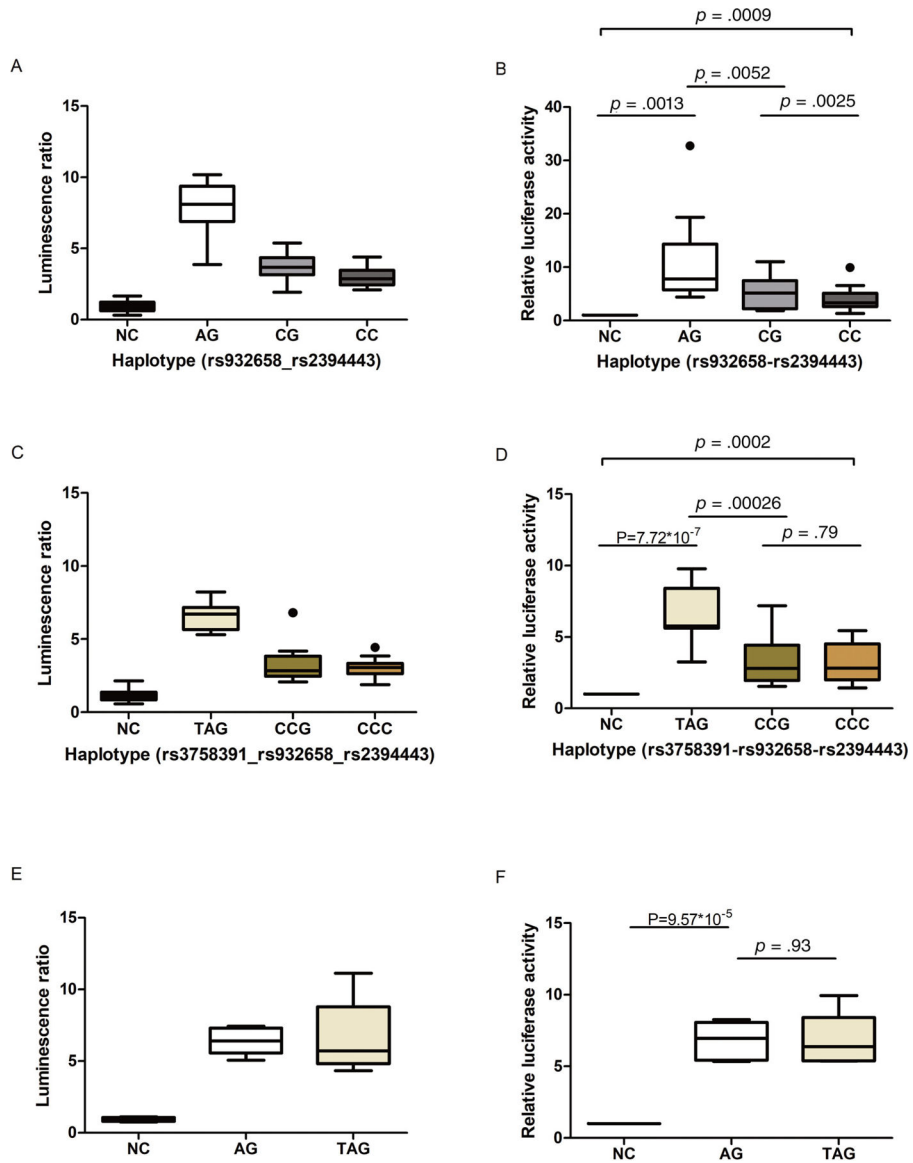 p = .0009
A
B
p = .0052
p = .0013
p = .0025
Luminescence ratio
15
10
5
0
NC AG CG CC
Haplotype (rs932658_rs2394443)
Relative luciferase activity
40
30
20
10
0
NC AG CG CC
Haplotype (rs932658-rs2394443)
C
D
p = .0002
p = .00026
P=7.72*10-7
p = .79
Luminescence ratio
15
10
5
0
NC TAG CCG CCC
Haplotype (rs3758391_rs932658_rs2394443)
Relative luciferase activity
15
10
5
0
NC TAG CCG CCC
Haplotype (rs3758391-rs932658-rs2394443)
E
F
P=9.57*10-5
p = .93
Luminescence ratio
15
10
5
0
NC AG TAG
Relative luciferase activity
15
10
5
0
NC AG TAG